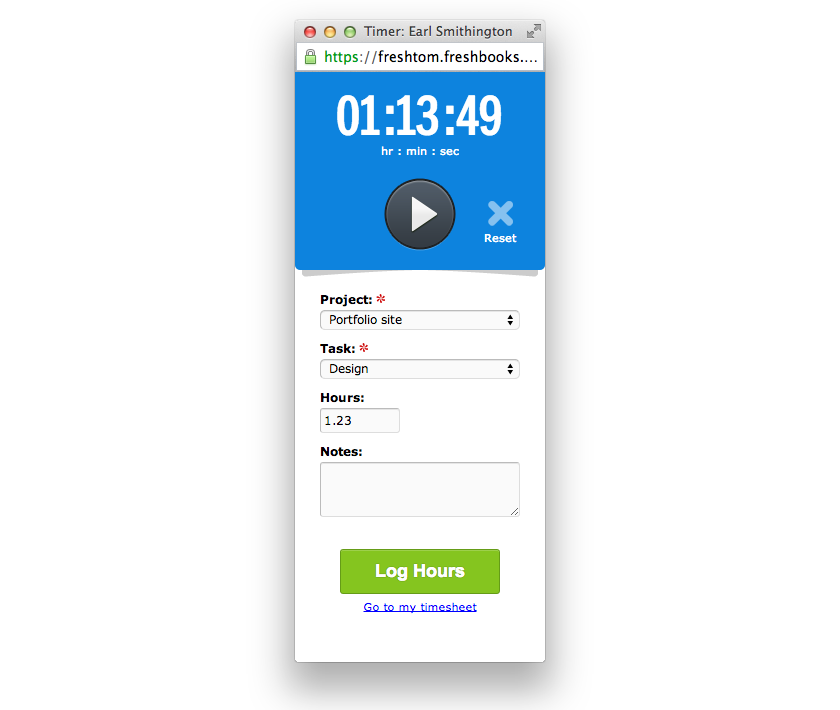 Timer: Earl Smithington
https://freshtom.freshbooks....
01:13:49
hr : min : sec
Reset
Project: *
Portfolio site
Task: *
Design
Hours:
1.23
Notes:
Log Hours
Go to my timesheet